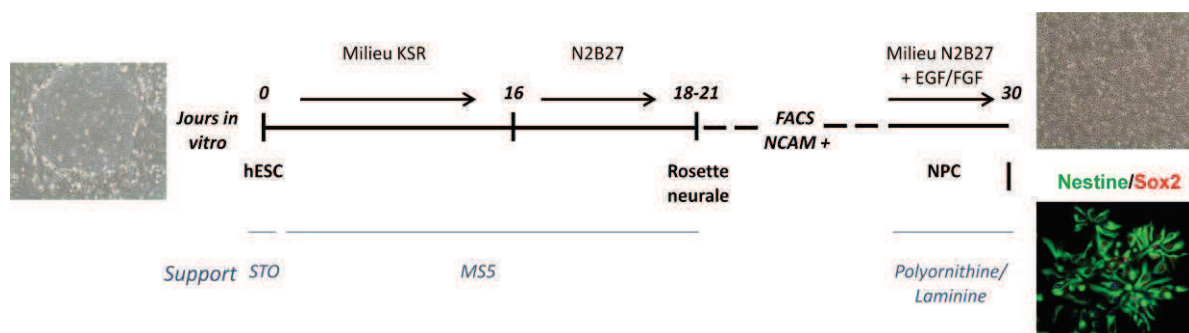 Milieu KSR
N2B27
Milieu N2B27
+ EGF/FGF
0
16
18-21
30
Jours in
vitro
FACS
NCAM +
hESC
Rosette
neurale
NPC
Nestine/Sox2
Support
STO
MS5
Polyornithine/
Laminine